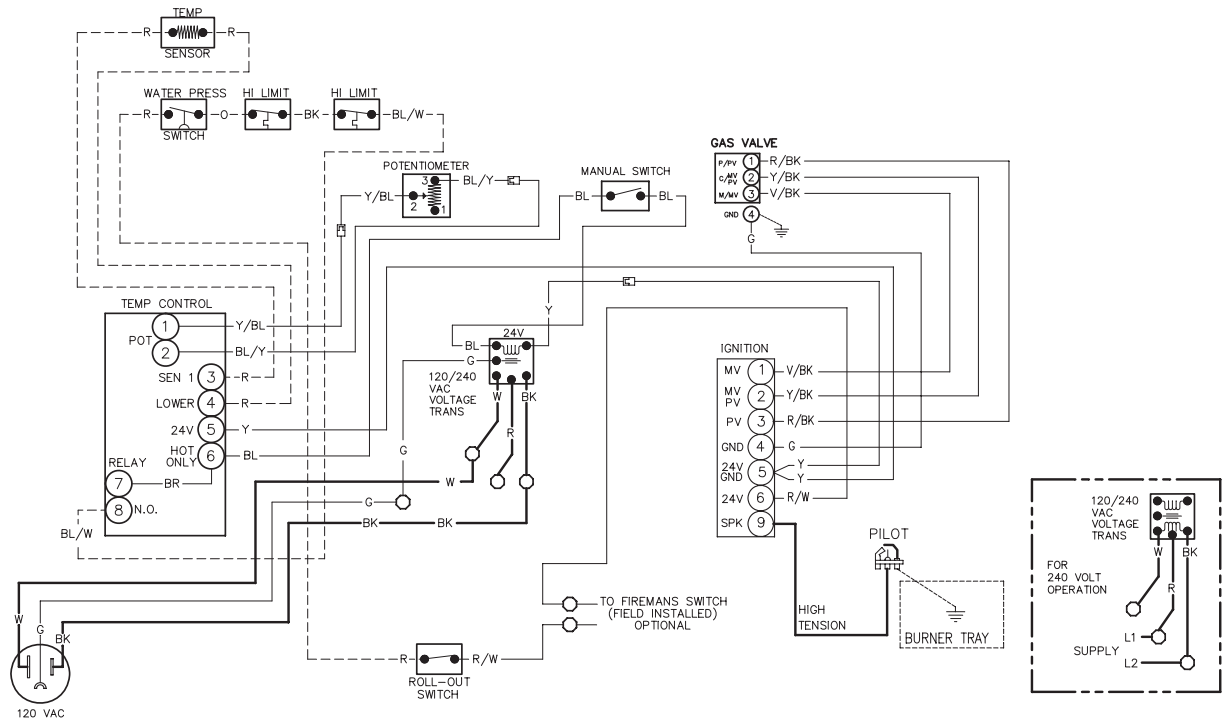 TEMP
R
R
SENSOR
WATER PRESS
HI LIMIT
HI LIMIT
R
O
BK
BL/W
SWITCH
POTENTIOMETER
3
BL/Y
Y/BL
2
1
MANUAL SWITCH
BL
BL
GAS VALVE
P/PV
1
R/BK
C/MV
PV
2
Y/BK
M/MV
3
V/BK
GND
4
G
TEMP CONTROL
1
Y/BL
POT
2
BL/Y
SEN 1
3
R
LOWER
4
R
24V
5
Y
HOT
ONLY
6
BL
RELAY
7
BR
8
N.O.
BL/W
Y
24V
BL
G
120/240
VAC
VOLTAGE
TRANS
W
BK
R
G
W
G
BK
BK
IGNITION
MV
1
V/BK
MV
PV
2
Y/BK
PV
3
R/BK
GND
4
G
24V
GND
5
Y
Y
24V
6
R/W
SPK
9
PILOT
HIGH
TENSION
BURNER TRAY
TO FIREMANS SWITCH
(FIELD INSTALLED)
OPTIONAL
R
R/W
ROLL-OUT
SWITCH
W
G
BK
120 VAC
120/240
VAC
VOLTAGE
TRANS
W
BK
FOR
240 VOLT
OPERATION
R
L1
SUPPLY
L2